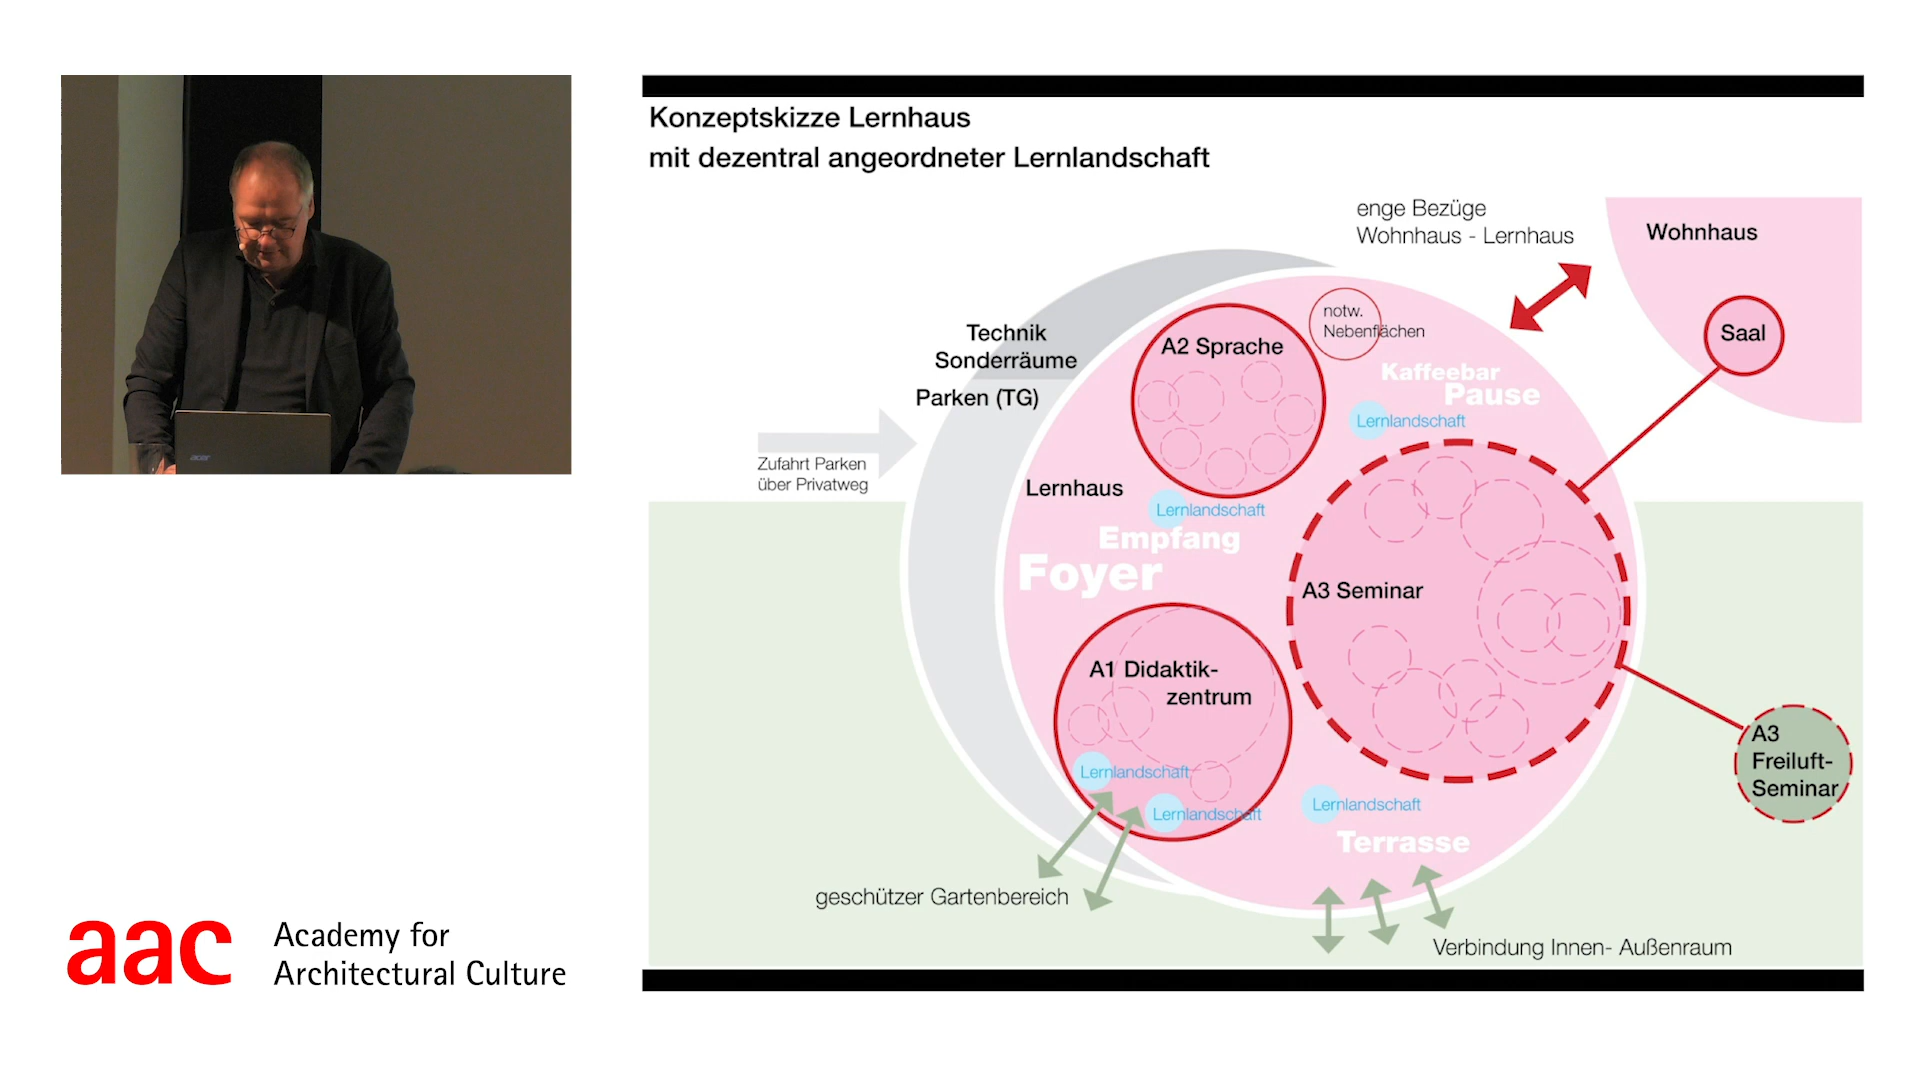 Konzeptskizze Lernhaus
mit dezentral angeordneter Lernlandschaft
enge Bezüge
Wohnhaus - Lernhaus
Wohnhaus
Saal
notw.
Nebenflächen
Technik
Sonderräume
Parken (TG)
A2 Sprache
Kaffeebar
Pause
Lernlandschaft
Zufahrt Parken
über Privatweg
Lernhaus
Lernlandschaft
Empfang
Foyer
A3 Seminar
A1 Didaktik-
zentrum
Lernlandschaft
Lernlandschaft
Lernlandschaft
Terrasse
A3
Freiluft-
Seminar
geschützer Gartenbereich
Verbindung Innen- Außenraum
acer
aac
Academy for
Architectural Culture